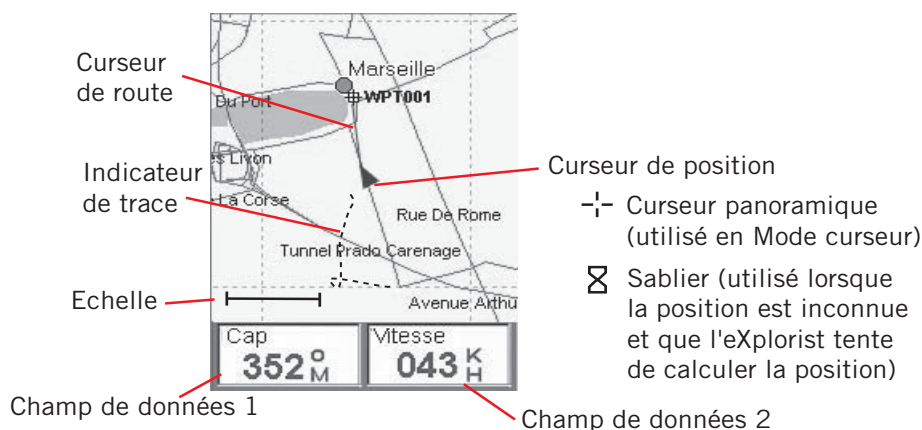 Curseur
de route
Marseille
WPT001
Du Port
Indicateur
de trace
es Livon
La Corse
Curseur de position
Rue De Rome
Tunnel Prado Carenage
Curseur panoramique
(utilisé en Mode curseur)
Sablier (utilisé lorsque
la position est inconnue
et que l'eXplorist tente
de calculer la position)
Echelle
Avenue Arthu
Cap
352 O M
Vitesse
043 K H
Champ de données 1
Champ de données 2